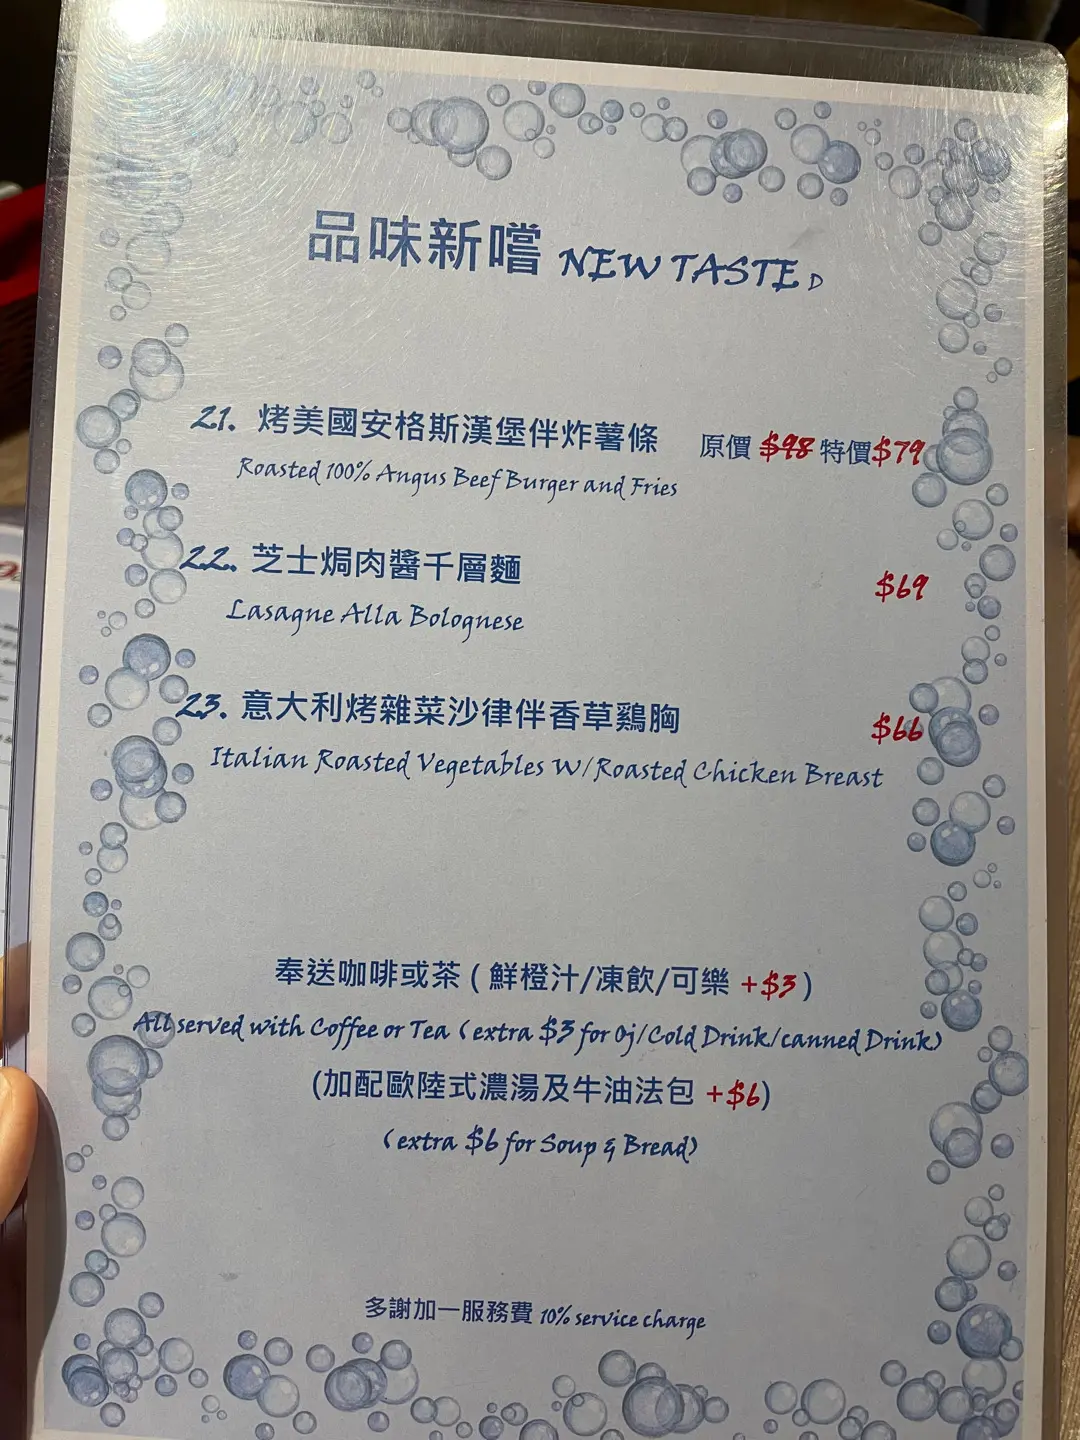 品味新嚐 NEW TASTE D
21. 烤美國安格斯漢堡伴炸薯條 原價 $98 特價$79
Roasted 100% Angus Beef Burger and Fries
22. 芝士焗肉醬千層麵 $69
Lasagne Alla Bolognese
23. 意大利烤雜菜沙律伴香草鷄胸 $66
Italian Roasted Vegetables W/Roasted Chicken Breast
奉送咖啡或茶 ( 鮮橙汁/凍飲/可樂 +$3 )
All served with Coffee or Tea (extra $3 for Oj/Cold Drink/canned Drink)
(加配歐陸式濃湯及牛油法包 +$6)
(extra $6 for Soup & Bread)
多謝加一服務費 10% service charge